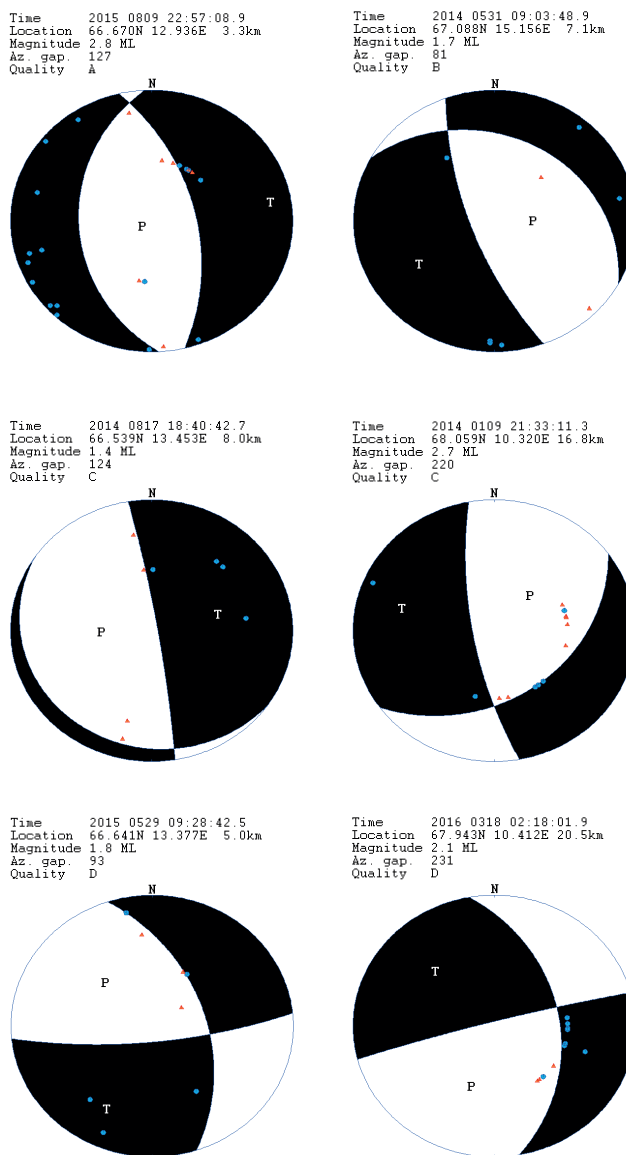 Time 2015 0809 22:57:08.9
Location 66.670N 12.936E 3.3km
Magnitude 2.8 ML
Az. gap. 127
Quality A
N
P
T
Time 2014 0531 09:03:48.9
Location 67.088N 15.156E 7.1km
Magnitude 1.7 ML
Az. gap. 81
Quality B
N
P
T
Time 2014 0817 18:40:42.7
Location 66.539N 13.453E 8.0km
Magnitude 1.4 ML
Az. gap. 124
Quality C
N
T
P
Time 2014 0109 21:33:11.3
Location 68.059N 10.320E 16.8km
Magnitude 2.7 ML
Az. gap. 220
Quality C
N
P
T
Time 2015 0529 09:28:42.5
Location 66.641N 13.377E 5.0km
Magnitude 1.8 ML
Az. gap. 93
Quality D
N
P
T
Time 2016 0318 02:18:01.9
Location 67.943N 10.412E 20.5km
Magnitude 2.1 ML
Az. gap. 231
Quality D
N
T
P